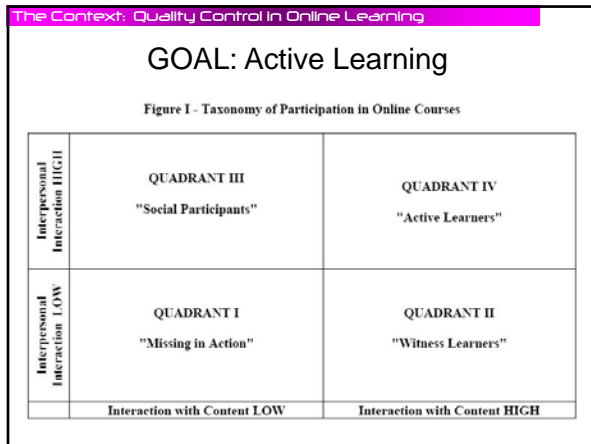 The Context: Quality Control in Online Learning
GOAL: Active Learning
Figure I - Taxonomy of Participation in Online Courses
Interpersonal
Interaction HIGH
QUADRANT III
"Social Participants"
QUADRANT IV
"Active Learners"
Interpersonal
Interaction LOW
QUADRANT I
"Missing in Action"
QUADRANT II
"Witness Learners"
Interaction with Content LOW
Interaction with Content HIGH